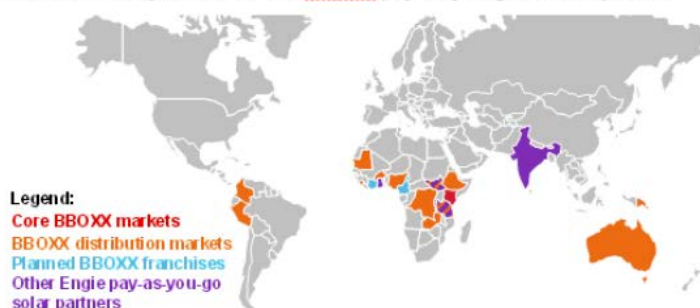 Legend:
Core BBOXX markets
BBOXX distribution markets
Planned BBOXX franchises
Other Engie pay-as-you-go
solar partners